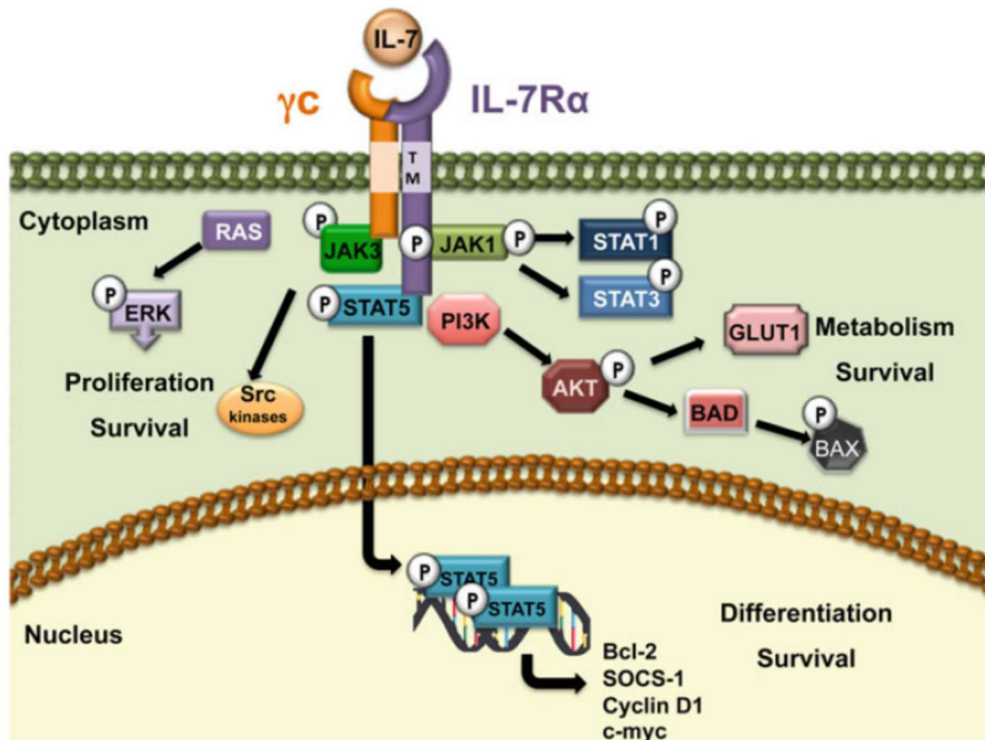 IL-7
γc
IL-7Rα
T
M
Cytoplasm
RAS
P
JAK3
P
JAK1
P
P
STAT1
P
ERK
P
STAT5
P
STAT3
PI3K
GLUT1
Metabolism
Survival
Proliferation
Survival
Src
kinases
AKT
P
BAD
P
BAX
P
STAT5
P
STAT5
Nucleus
Differentiation
Survival
Bcl-2
SOCS-1
Cyclin D1
c-myc